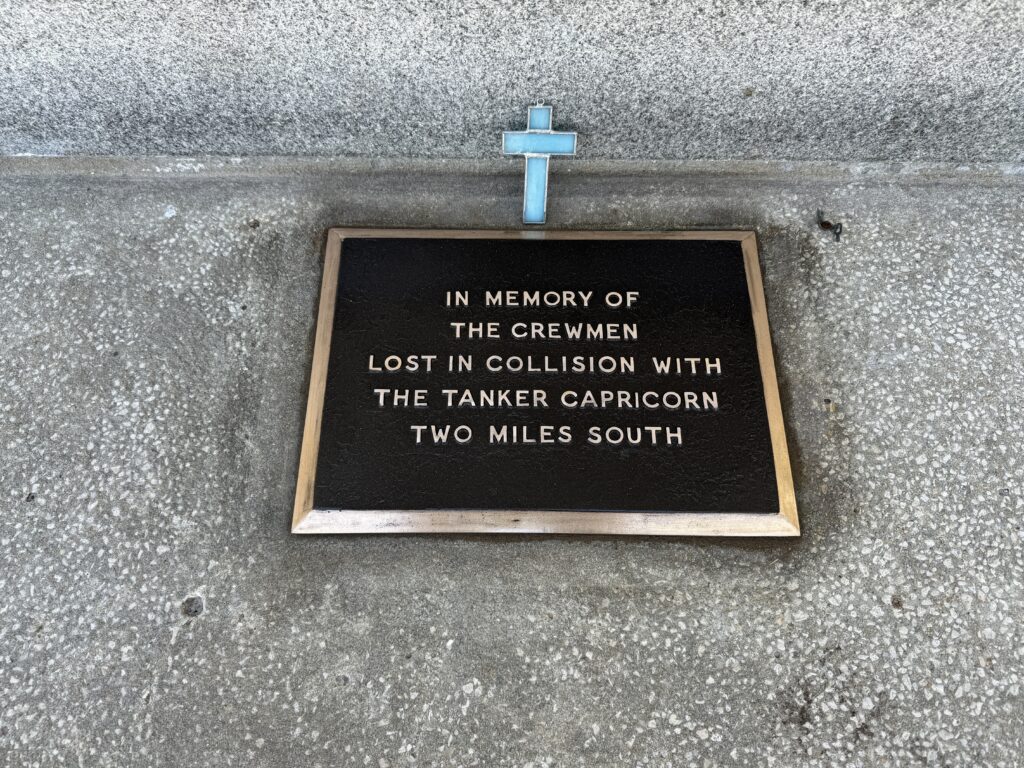 IN MEMORY OF
THE CREWMEN
LOST IN COLLISION WITH
THE TANKER CAPRICORN
TWO MILES SOUTH